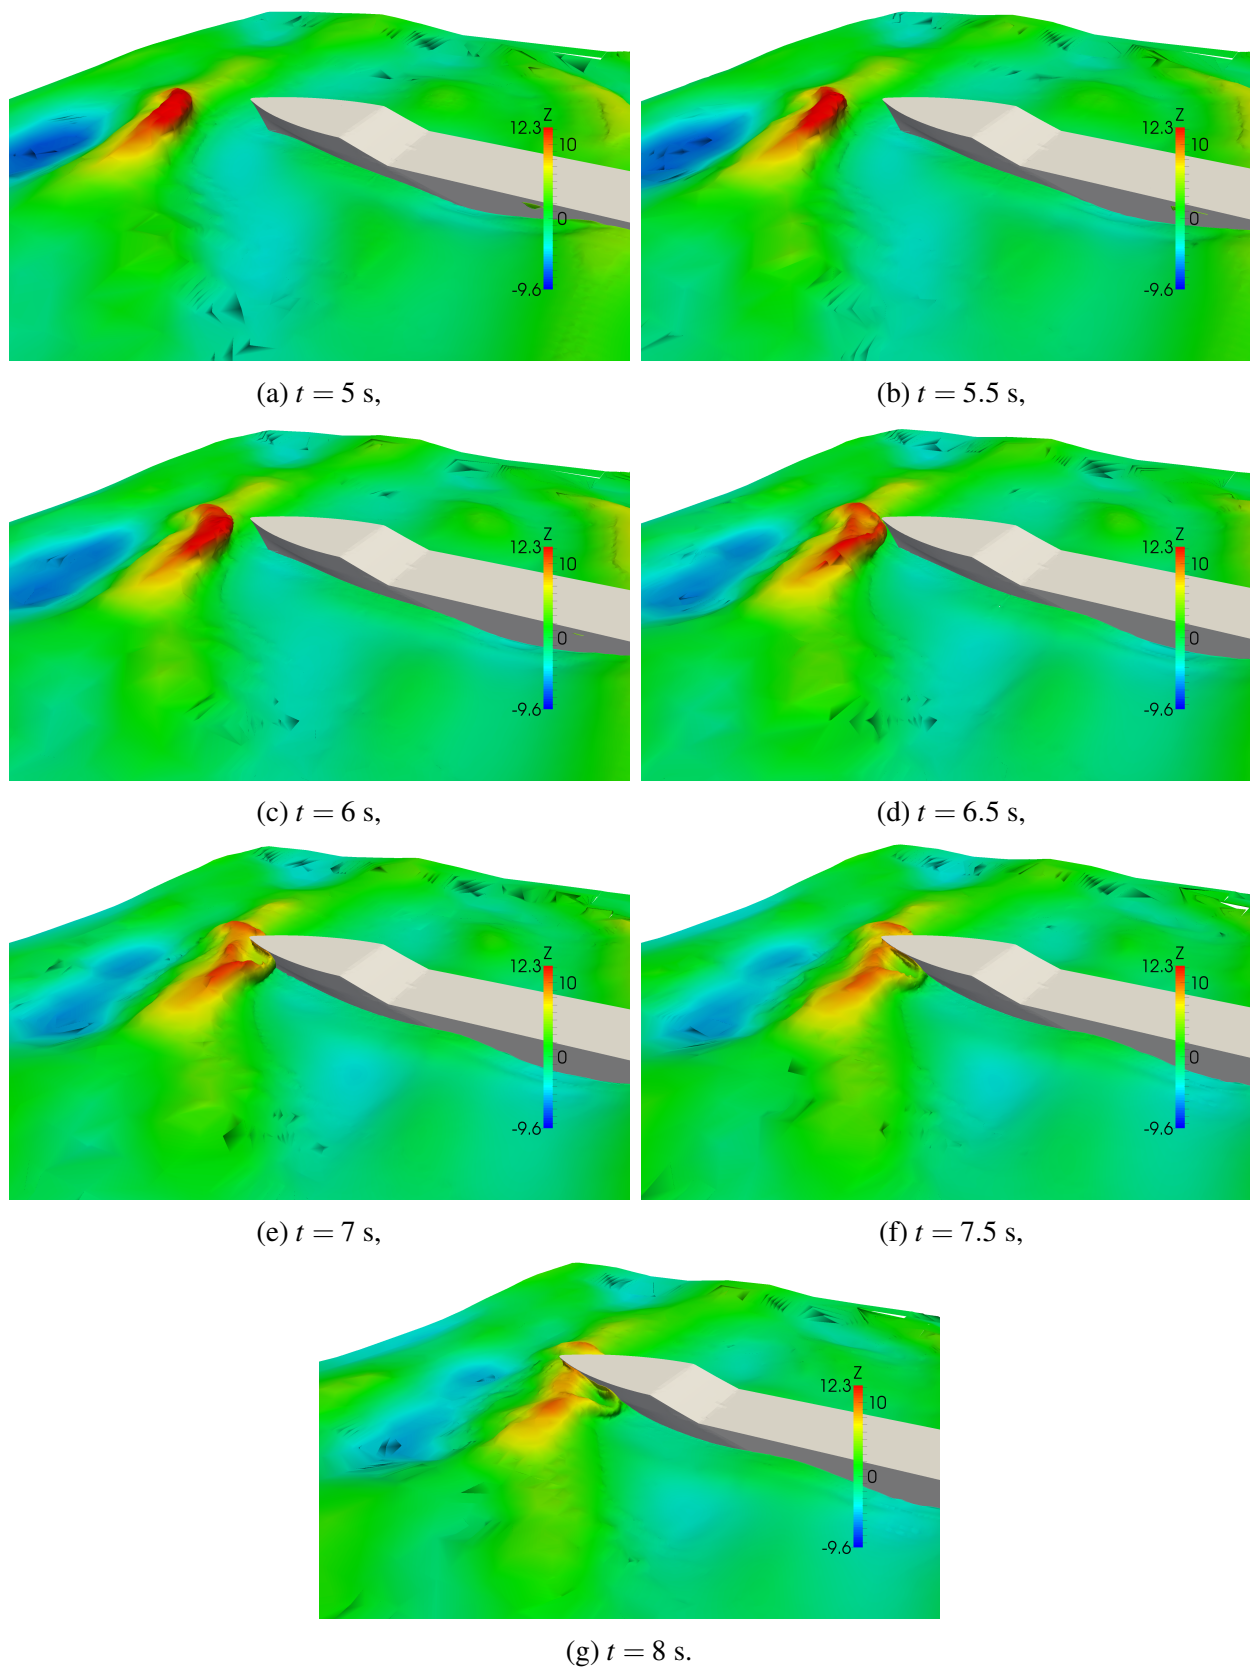 Z
12.3
10
0
-9.6
Z
12.3
10
0
-9.6
(a) t = 5 s,
(b) t = 5.5 s,
Z
12.3
10
0
-9.6
Z
12.3
10
0
-9.6
(c) t = 6 s,
(d) t = 6.5 s,
Z
12.3
10
0
-9.6
Z
12.3
10
0
-9.6
(e) t = 7 s,
(f) t = 7.5 s,
Z
12.3
10
0
-9.6
(g) t = 8 s.